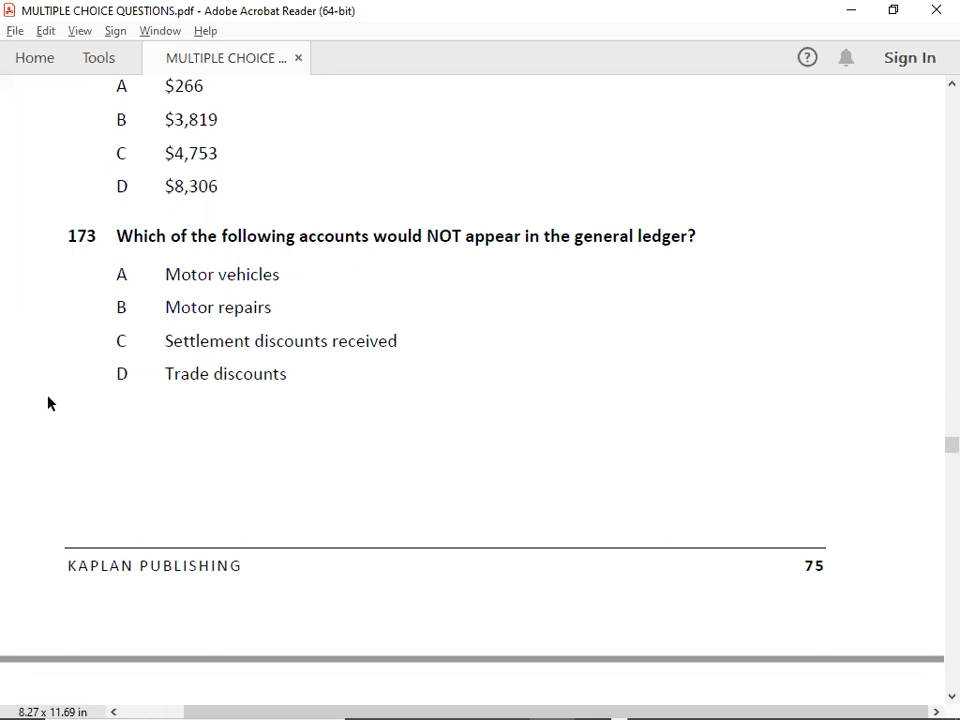 MULTIPLE CHOICE QUESTIONS.pdf - Adobe Acrobat Reader (64-bit)
File Edit View Sign Window Help
Home Tools MULTIPLE CHOICE ... × ? Sign In
A $266
B $3,819
C $4,753
D $8,306
173 Which of the following accounts would NOT appear in the general ledger?
A Motor vehicles
B Motor repairs
C Settlement discounts received
D Trade discounts
KAPLAN PUBLISHING 75
8.27 x 11.69 in